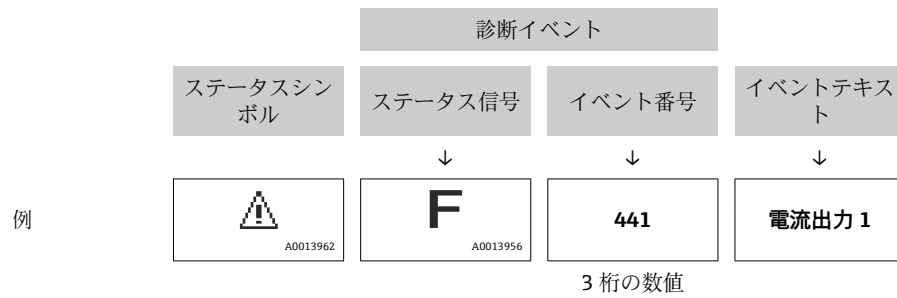 診断イベント
ステータスシン
ボル
ステータス信号
イベント番号
イベントテキス
ト
↓ ↓ ↓
例
A0013962
F
A0013956
441
電流出力 1
3 桁の数値